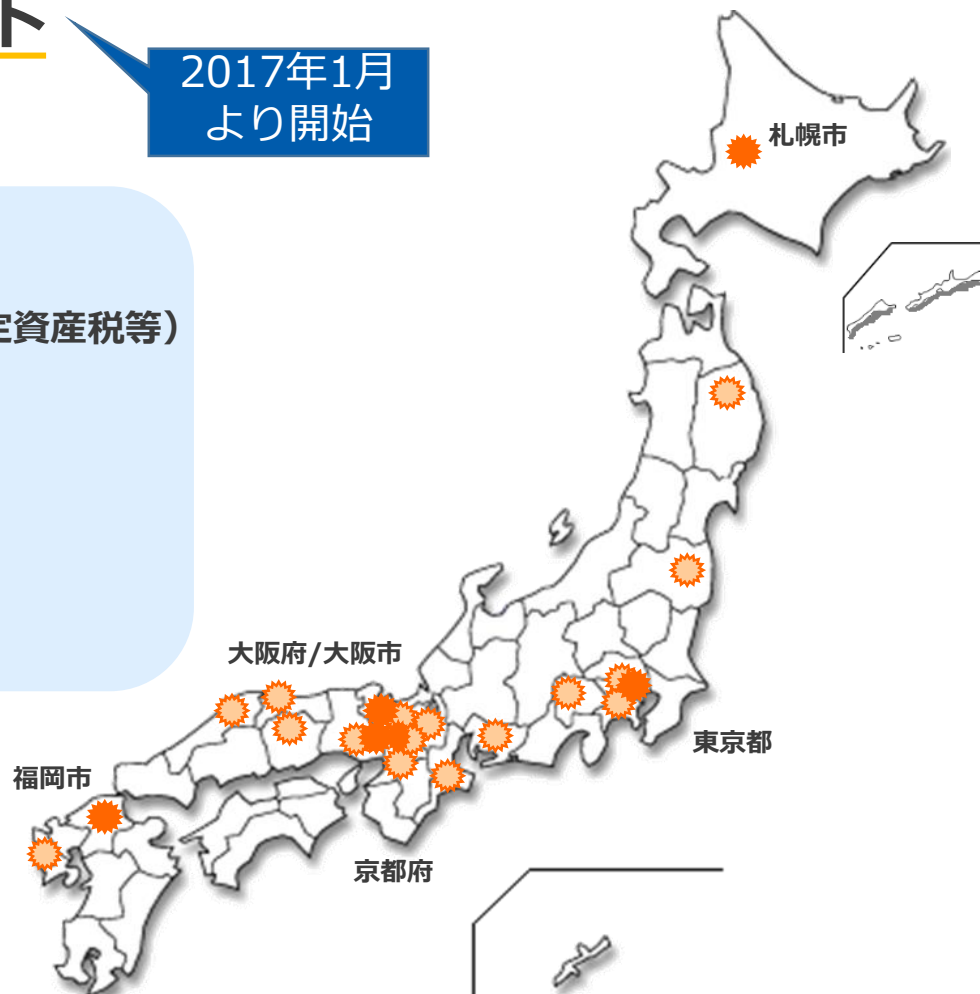 ト
2017年1月
より開始
札幌市
定資産税等）
大阪府/大阪市
東京都
福岡市
京都府